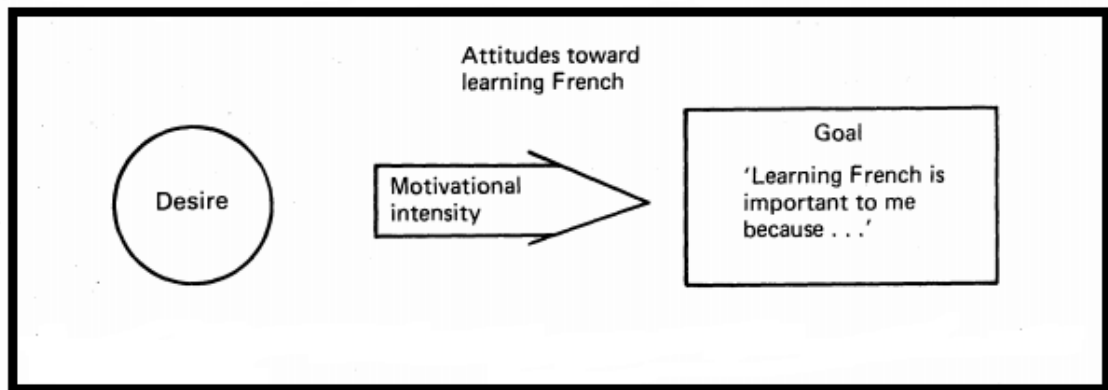 Attitudes toward
learning French
Desire
Motivational
intensity
Goal
'Learning French is
important to me
because . . .'